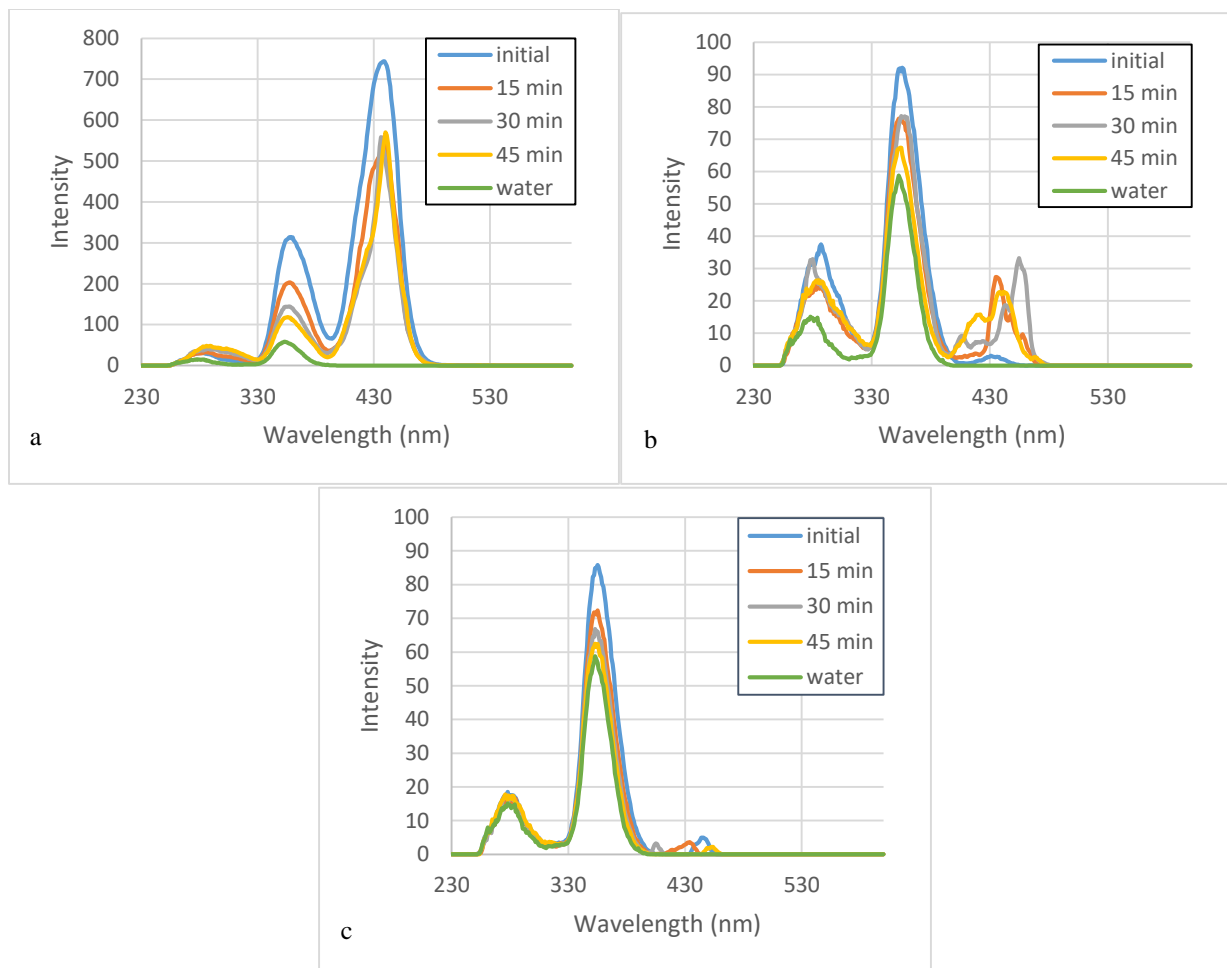 800
700
600
500
400
300
200
100
0
Intensity
230 330 430 530
Wavelength (nm)
initial
15 min
30 min
45 min
water
a
100
90
80
70
60
50
40
30
20
10
0
Intensity
230 330 430 530
Wavelength (nm)
initial
15 min
30 min
45 min
water
b
100
90
80
70
60
50
40
30
20
10
0
Intensity
230 330 430 530
Wavelength (nm)
initial
15 min
30 min
45 min
water
c